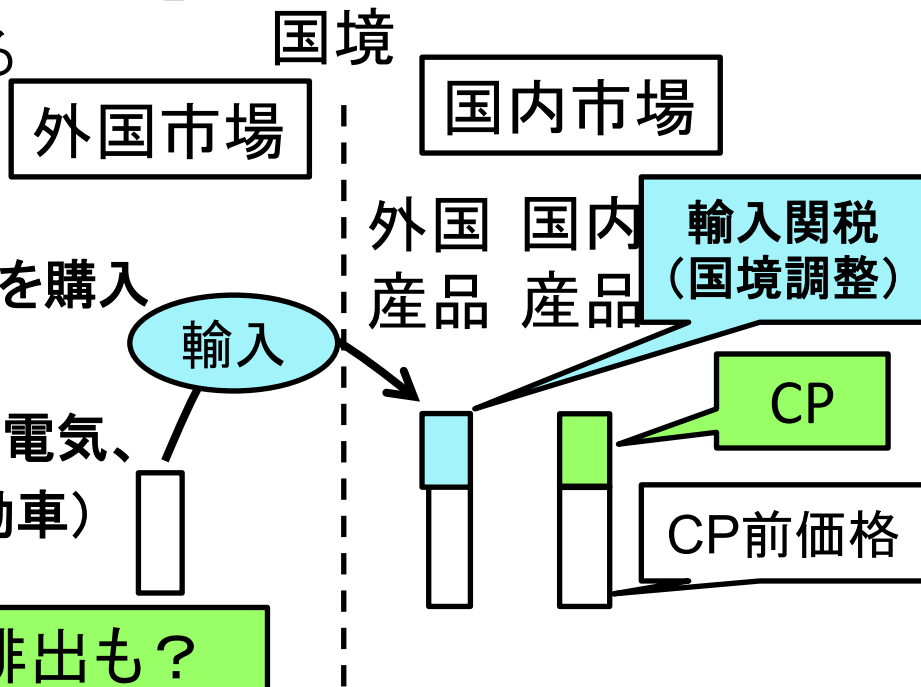 る
国境
外国市場
国内市場
外国
産品
国内
産品
輸入関税
（国境調整）
を購入
輸入
CP
電気、
動車）
CP前価格
排出も？